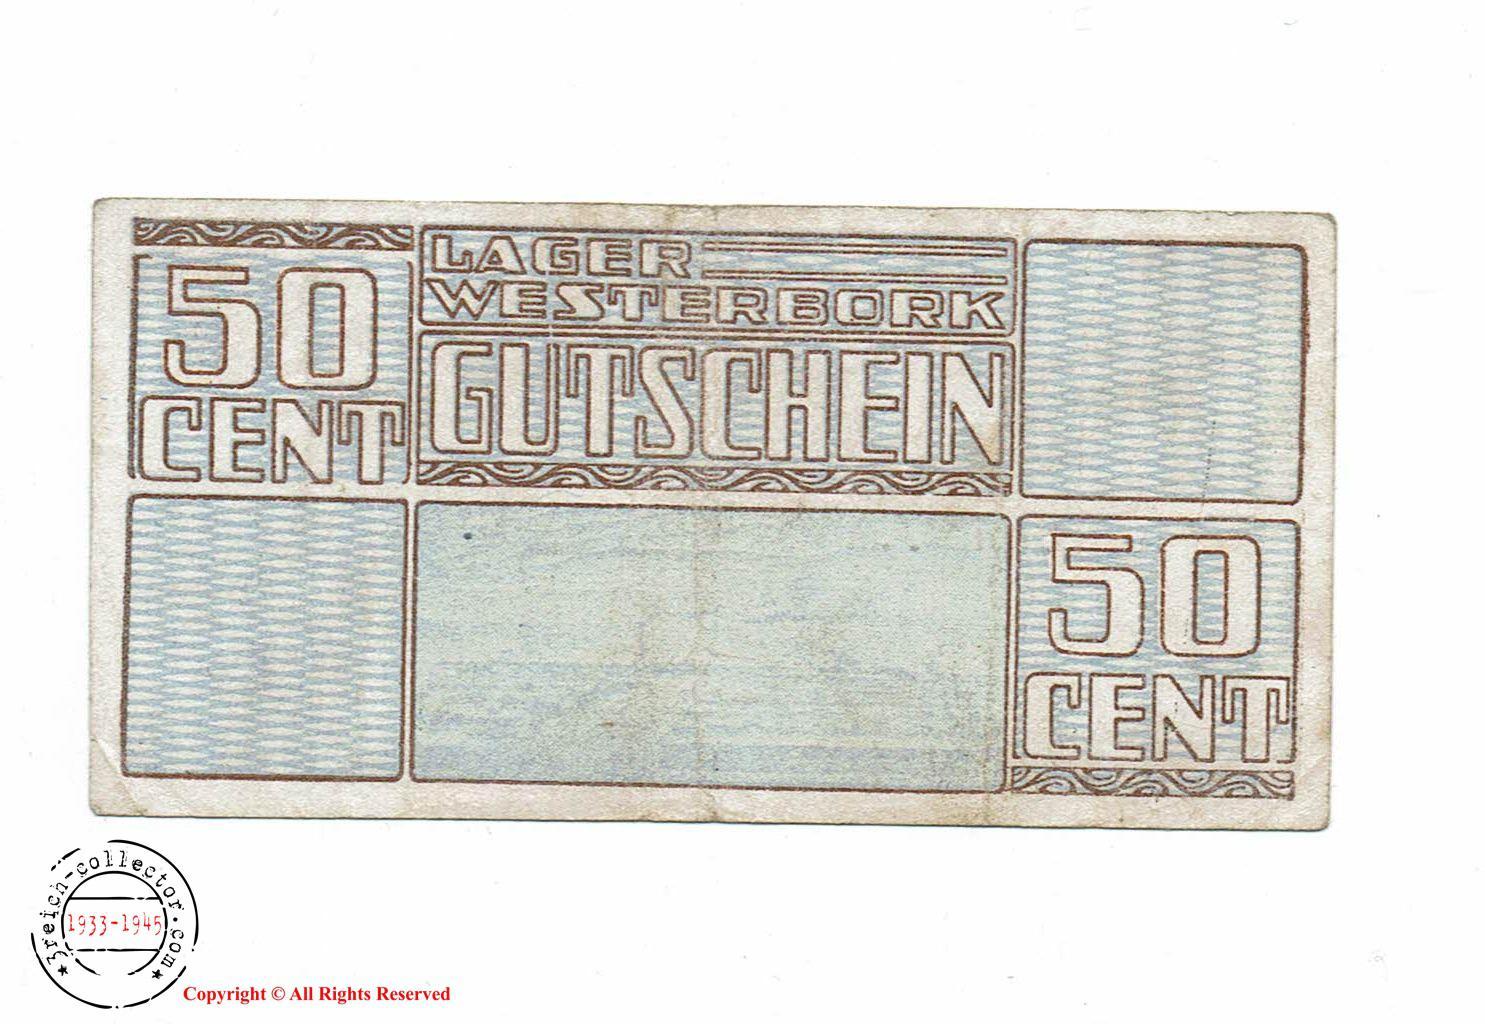 50
CENT
LAGER
WESTERBORK
GUTSCHEIN
50
CENT
3reich-collector.com
1933-1945
Copyright © All Rights Reserved